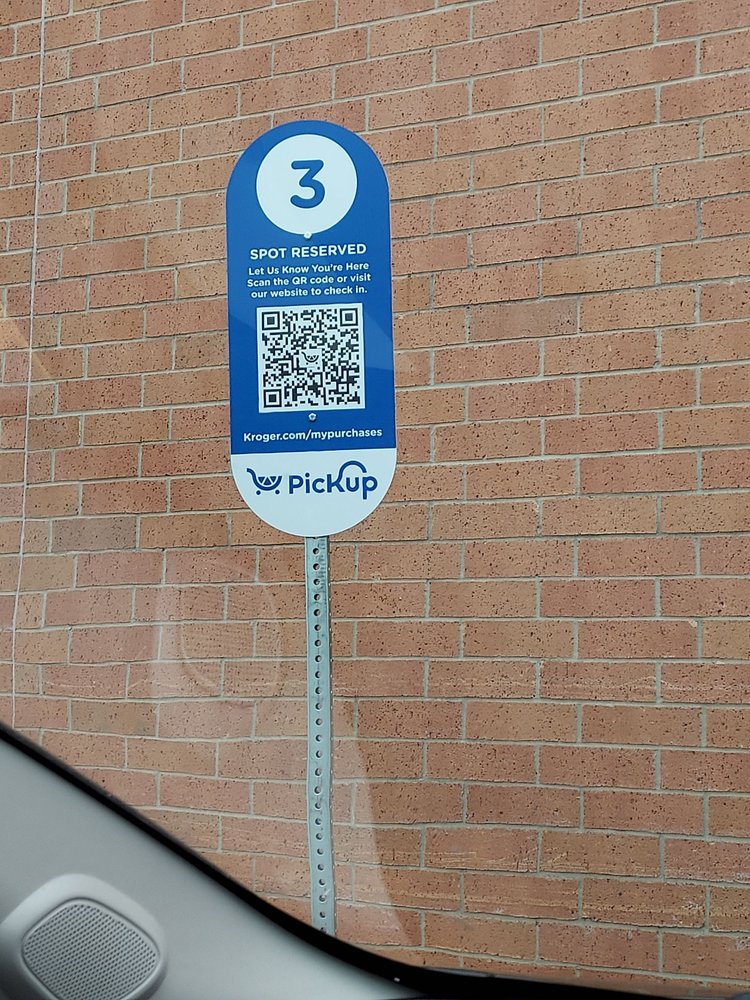 3
SPOT RESERVED
Let Us Know You're Here
Scan the QR code or visit
our website to check in.
Kroger.com/mypurchases
PicKup